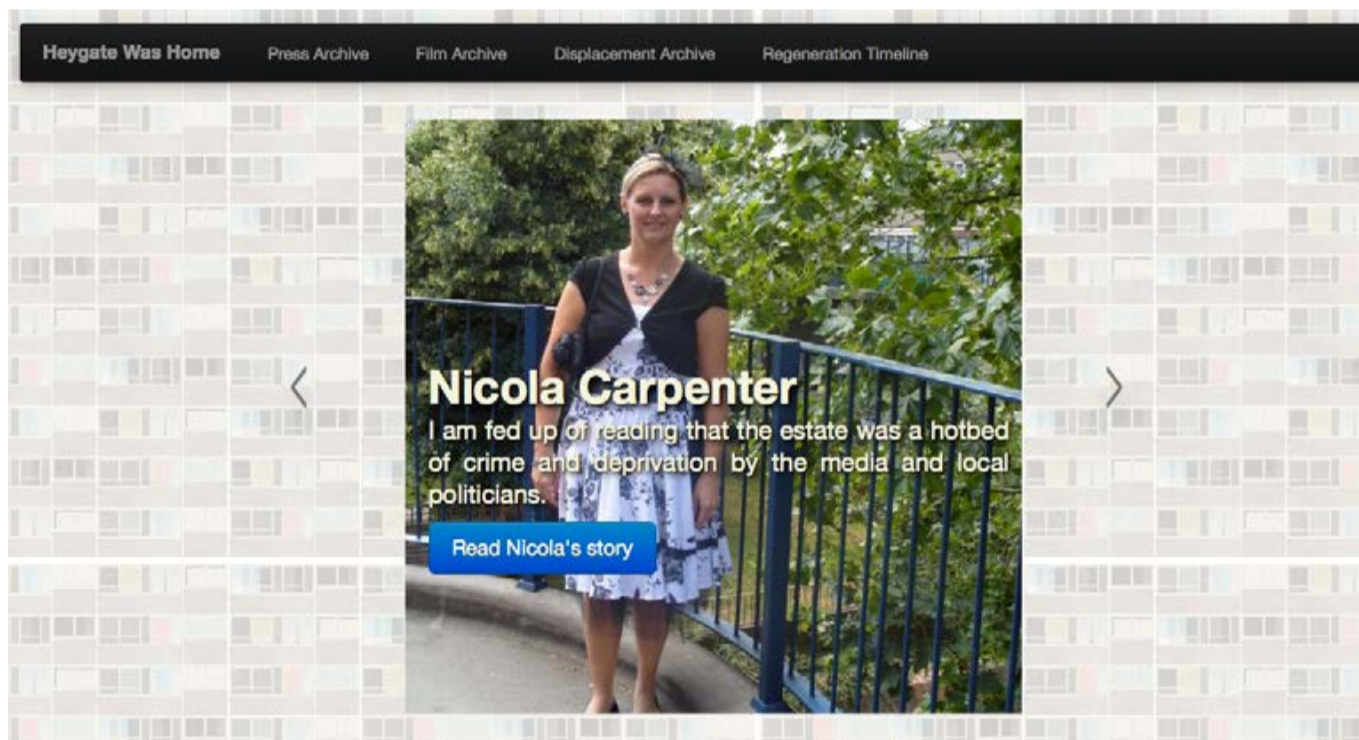 Heygate Was Home Press Archive Film Archive Displacement Archive Regeneration Timeline
Nicola Carpenter
I am fed up of reading that the estate was a hotbed
of crime and deprivation by the media and local
politicians.
Read Nicola's story